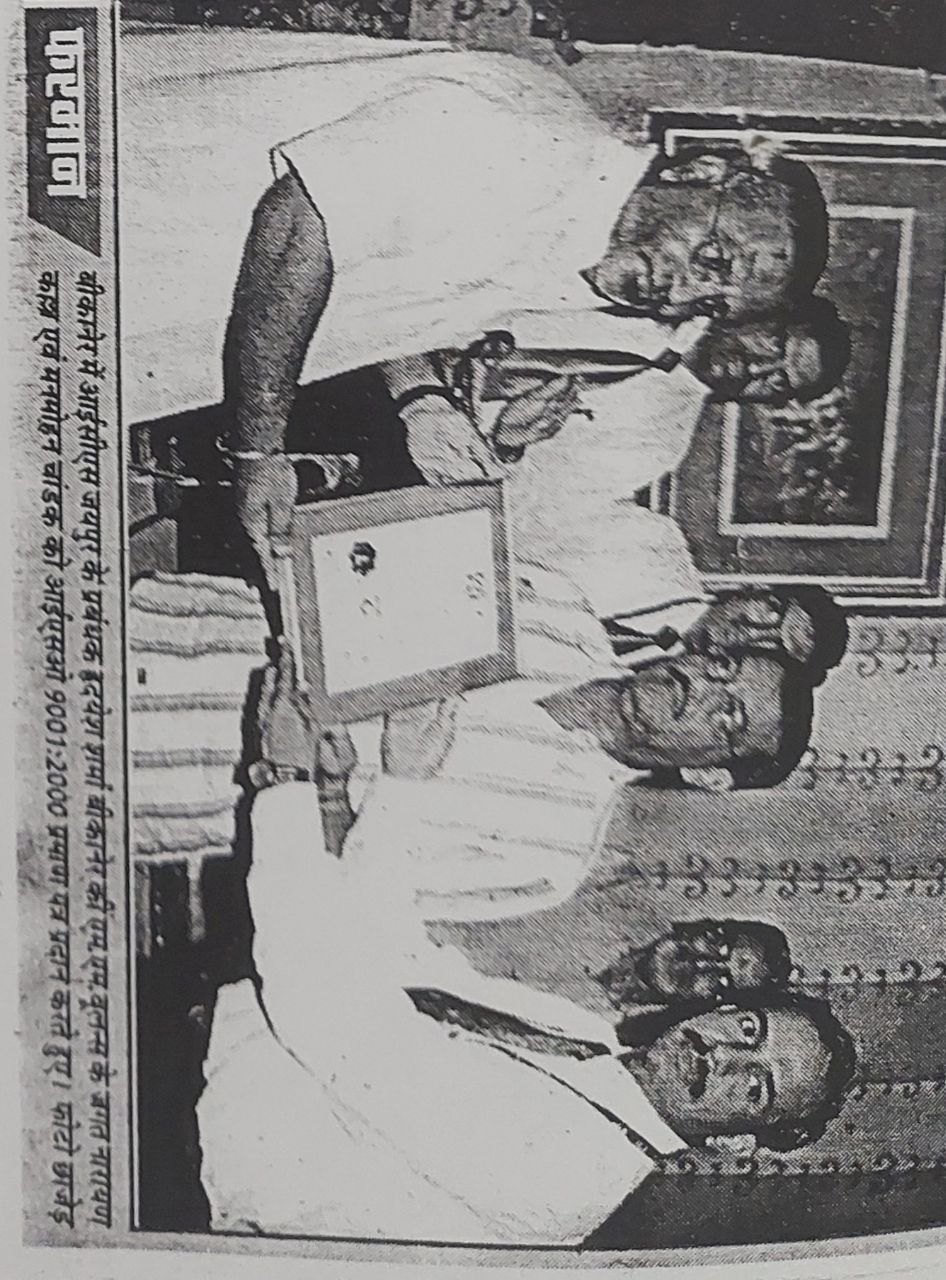 फरमान
बीकानेर में आईसीएस जयपुर के प्रबंधक हृदयेश शर्मा बीकानेर की एम.एम. वूलन्स के जगत नारायण
कल्ला एवं मनमोहन चांडक को आईएसओ 9001:2000 प्रमाण पत्र प्रदान करते हुए। फोटो छाजेड़